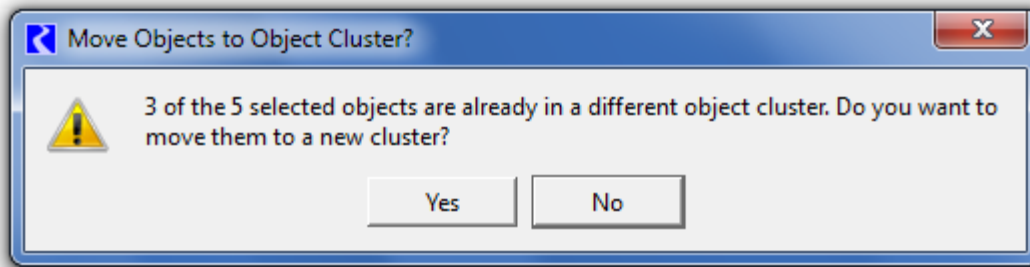 Move Objects to Object Cluster?
3 of the 5 selected objects are already in a different object cluster. Do you want to
move them to a new cluster?
Yes
No